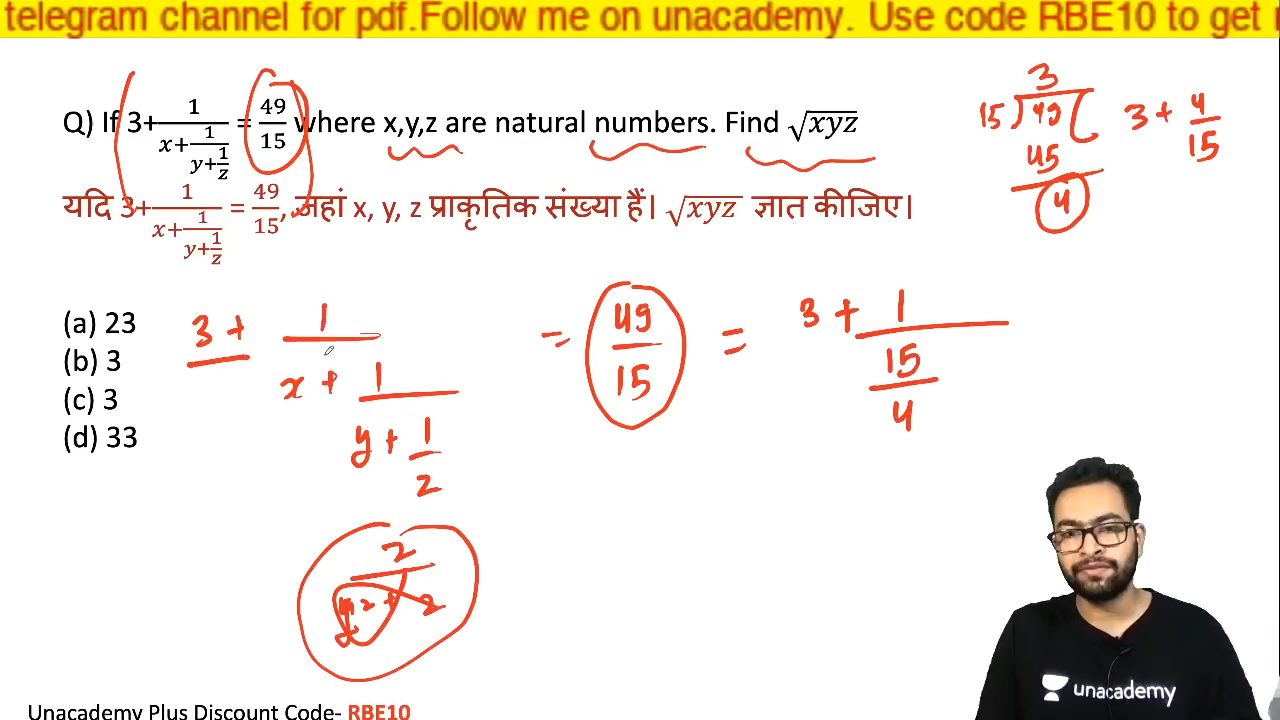 telegram channel for pdf.Follow me on unacademy. Use code RBE10 to get
Q) If 3+1/(x+1/(y+1/z)) = 49/15 where x,y,z are natural numbers. Find √xyz
यदि 3+1/(x+1/(y+1/z)) = 49/15, जहां x, y, z प्राकृतिक संख्या हैं। √xyz ज्ञात कीजिए।
3
15)49( 3 + 4/15
45
4
(a) 23
(b) 3
(c) 3
(d) 33
3 + 1/(x + 1/(y + 1/z)) = 49/15 = 3 + 1/(15/4)
unacademy
Unacademy Plus Discount Code- RBE10